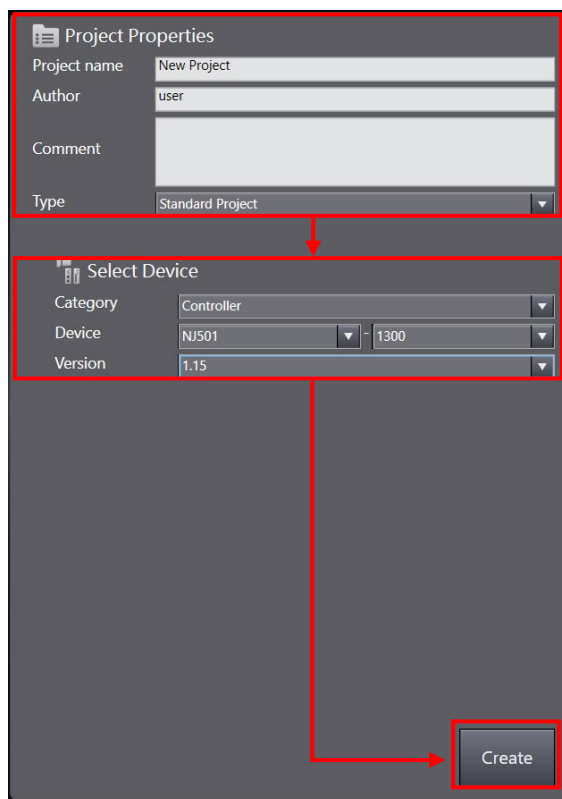 Project Properties
Project name New Project
Author user
Comment
Type Standard Project
Select Device
Category Controller
Device NJ501 - 1300
Version 1.15
Create